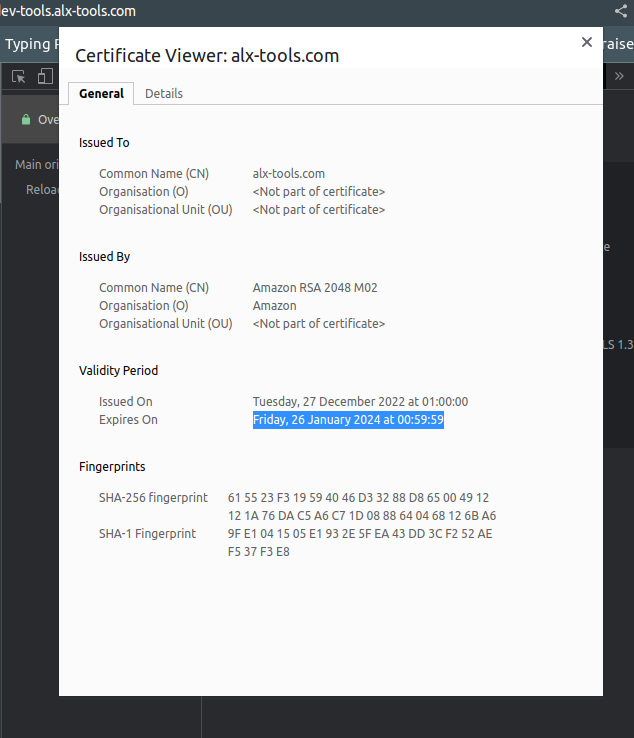 dev-tools.alx-tools.com
Typing
raise
Certificate Viewer: alx-tools.com
General Details
Ove
Main ori
Reloa
LS 1.3
Issued To
Common Name (CN) alx-tools.com
Organisation (O) <Not part of certificate>
Organisational Unit (OU) <Not part of certificate>
Issued By
Common Name (CN) Amazon RSA 2048 M02
Organisation (O) Amazon
Organisational Unit (OU) <Not part of certificate>
Validity Period
Issued On Tuesday, 27 December 2022 at 01:00:00
Expires On Friday, 26 January 2024 at 00:59:59
Fingerprints
SHA-256 fingerprint 61 55 23 F3 19 59 40 46 D3 32 88 D8 65 00 49 12
12 1A 76 DA C5 A6 C7 1D 08 88 64 04 68 12 6B A6
SHA-1 Fingerprint 9F E1 04 15 05 E1 93 2E 5F EA 43 DD 3C F2 52 AE
F5 37 F3 E8